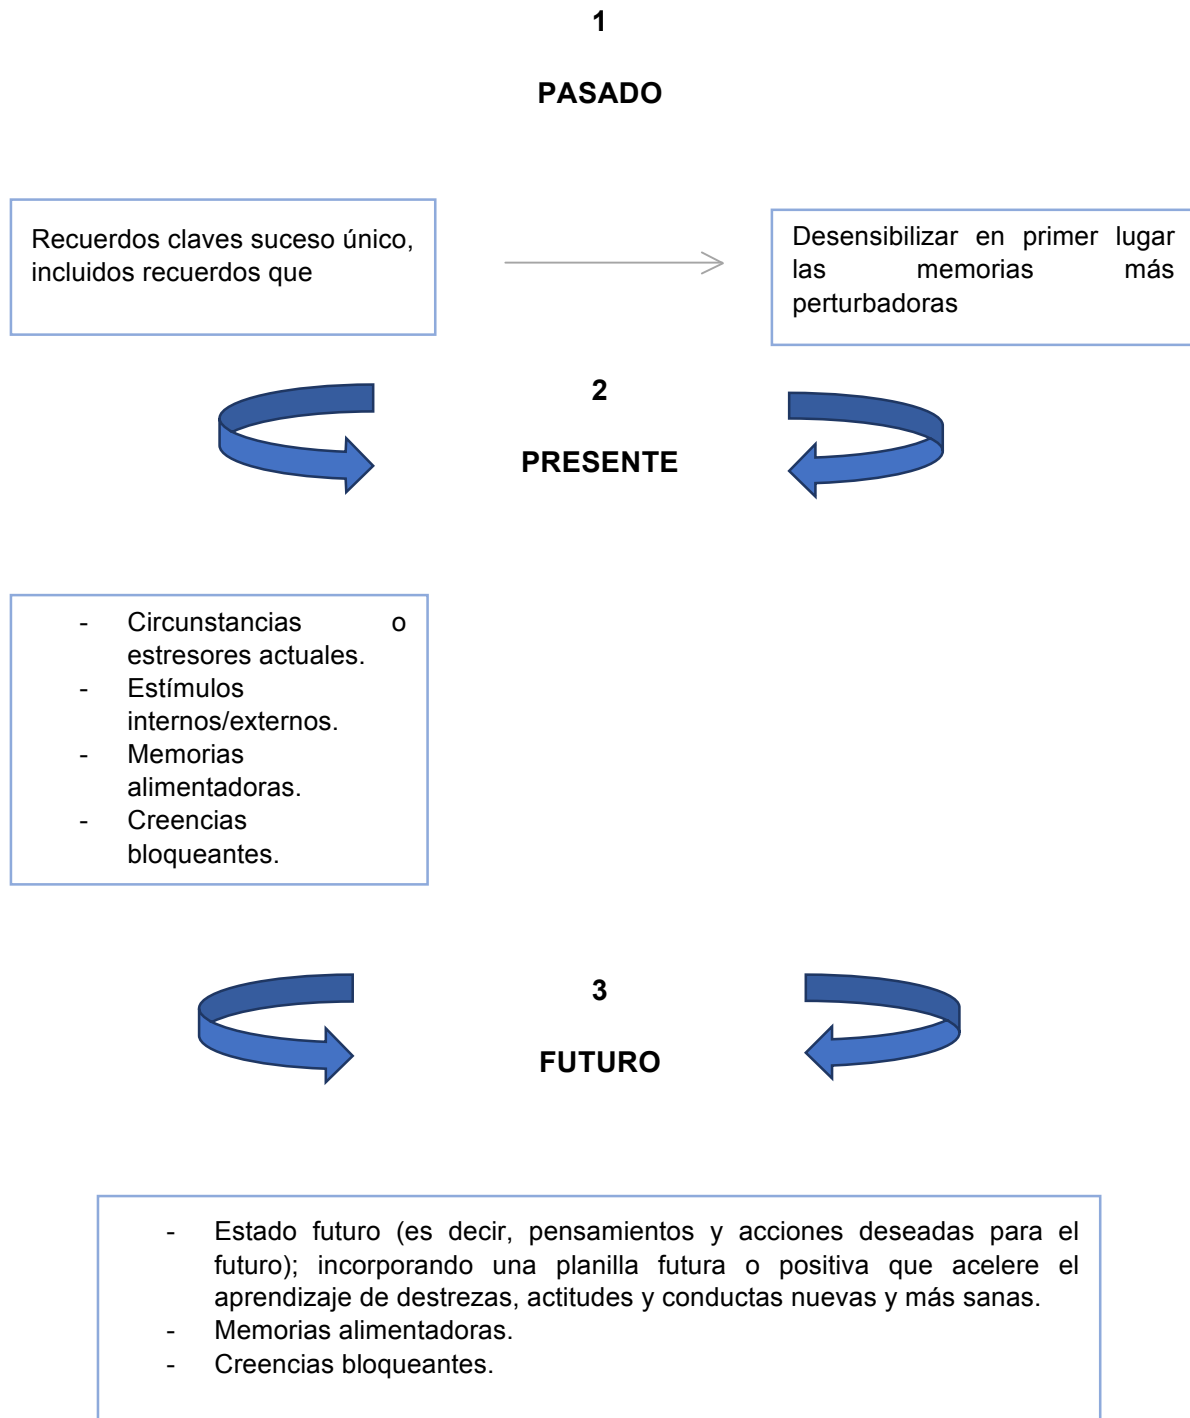 1
PASADO
Recuerdos claves suceso único,
incluidos recuerdos que
Desensibilizar en primer lugar
las memorias más
perturbadoras
2
PRESENTE
- Circunstancias o
estresores actuales.
- Estímulos
internos/externos.
- Memorias
alimentadoras.
- Creencias
bloqueantes.
3
FUTURO
- Estado futuro (es decir, pensamientos y acciones deseadas para el
futuro); incorporando una planilla futura o positiva que acelere el
aprendizaje de destrezas, actitudes y conductas nuevas y más sanas.
- Memorias alimentadoras.
- Creencias bloqueantes.